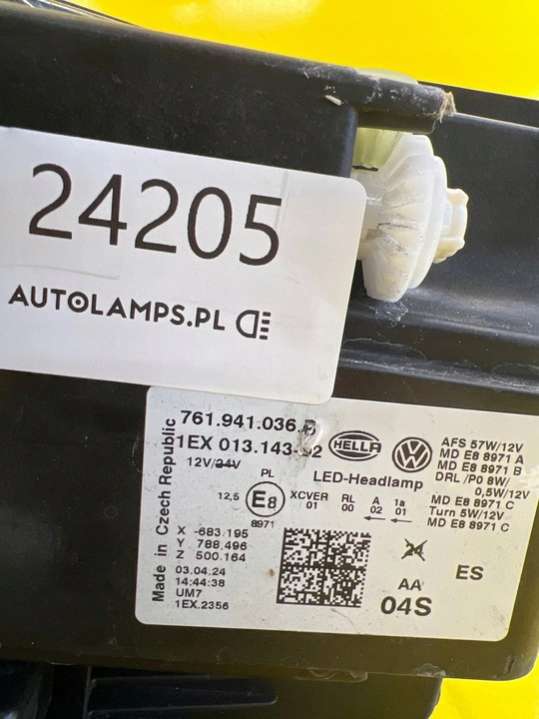 24205
AUTOLAMPS.PL
Made in Czech Republic
761.941.036.
1EX 013.143-
12V/24V
HELLA
VW
LED-Headlamp
AFS 57W/12V
MD E8 8971 A
MD E8 8971 B
DRL /P0 8W/
0,5W/12V
MD E8 8971 C
Turn 5W/12V
MD E8 8971 C
PL
12,5
E8
8971
XCVER RL A 1a
01 00 02 01
X -683.195
Y 788,496
Z 500.164
03.04.24
14:44:38
UM7
1EX.2356
24
ES
AA
04S